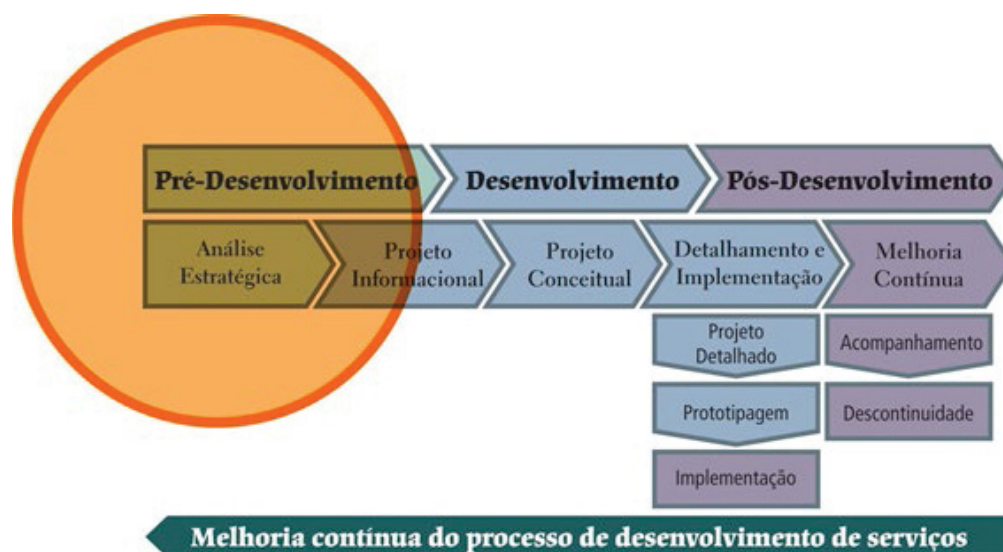 Pré-Desenvolvimento
Desenvolvimento
Pós-Desenvolvimento
Análise
Estratégica
Projeto
Informacional
Projeto
Conceitual
Detalhamento e
Implementação
Melhoria
Contínua
Projeto
Detalhado
Acompanhamento
Prototipagem
Descontinuidade
Implementação
Melhoria contínua do processo de desenvolvimento de serviços